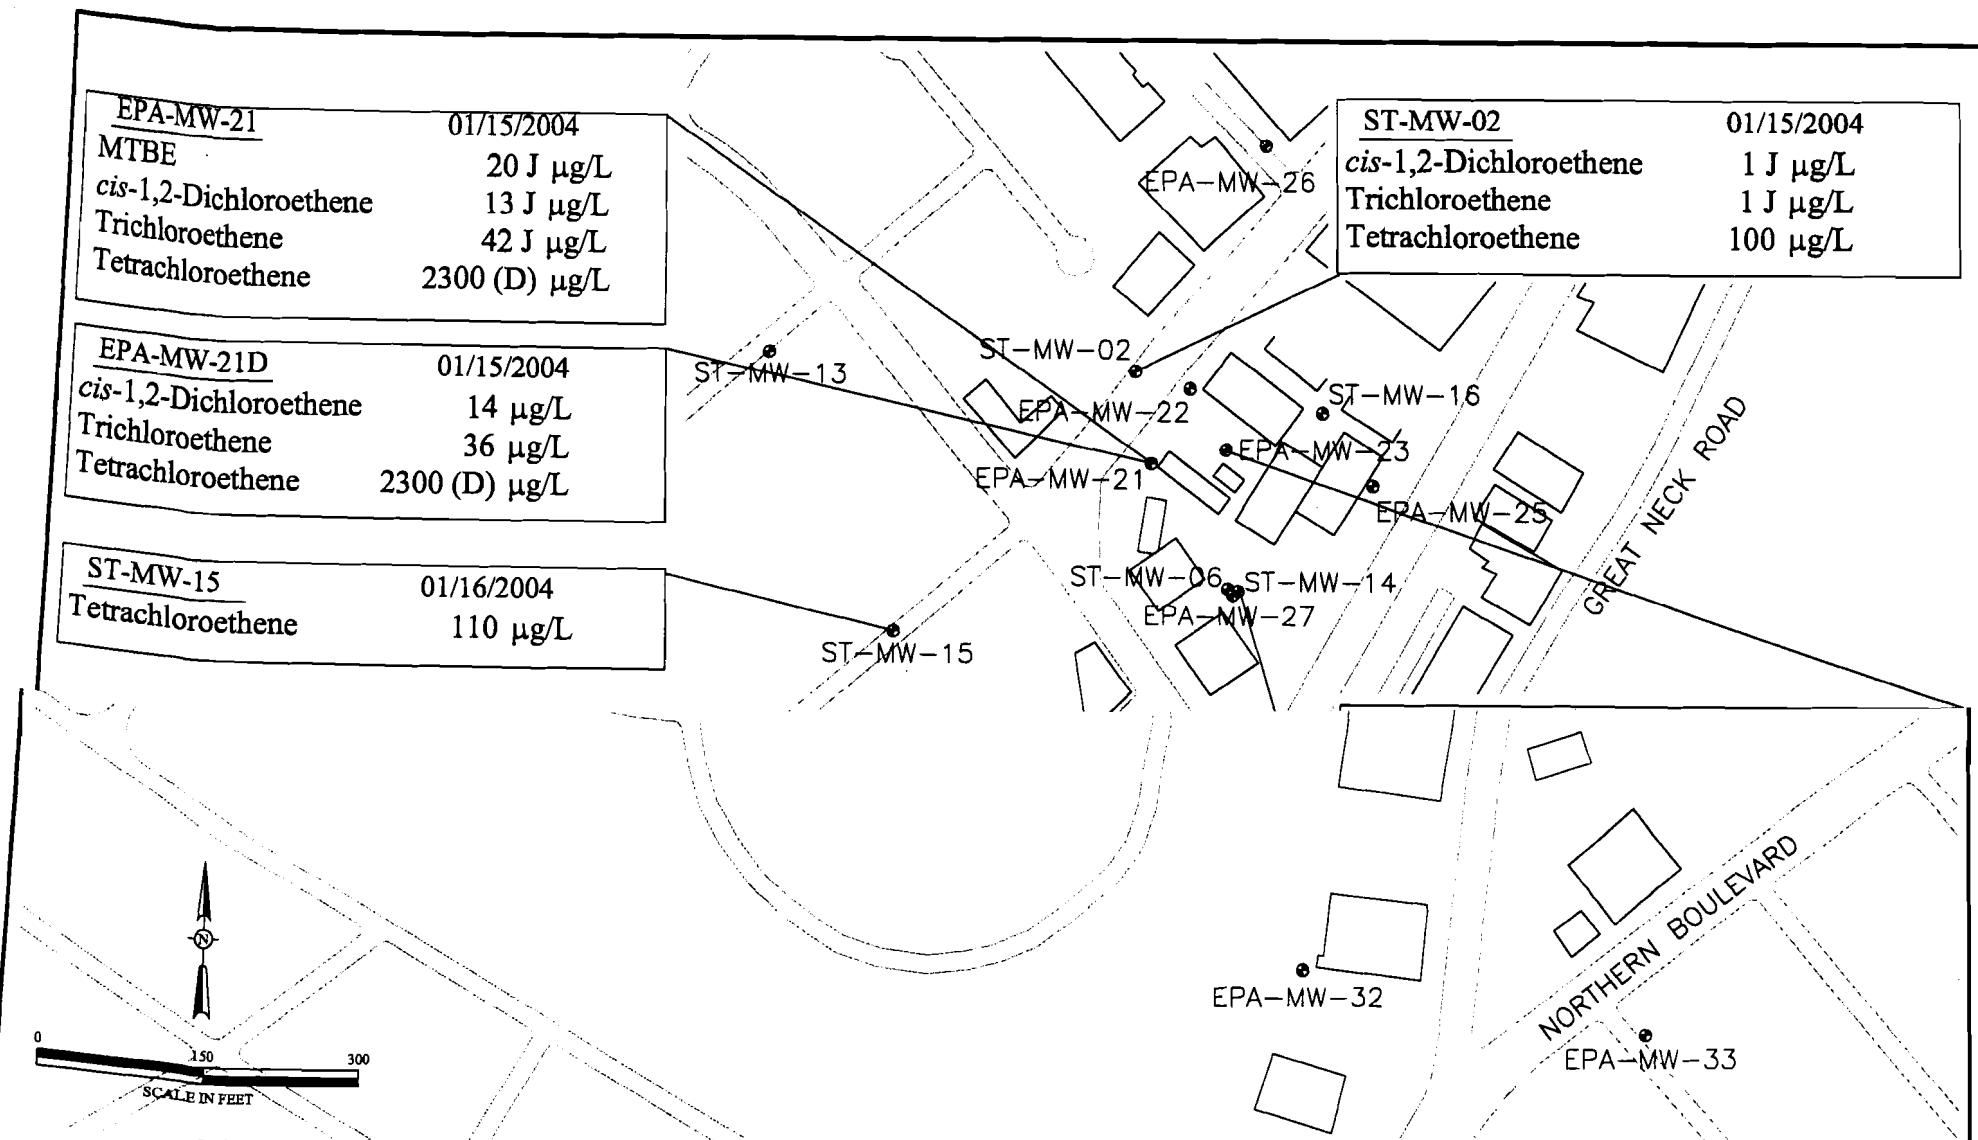 EPA-MW-21 01/15/2004
MTBE 20 J µg/L
cis-1,2-Dichloroethene 13 J µg/L
Trichloroethene 42 J µg/L
Tetrachloroethene 2300 (D) µg/L
EPA-MW-21D 01/15/2004
cis-1,2-Dichloroethene 14 µg/L
Trichloroethene 36 µg/L
Tetrachloroethene 2300 (D) µg/L
ST-MW-15 01/16/2004
Tetrachloroethene 110 µg/L
ST-MW-02 01/15/2004
cis-1,2-Dichloroethene 1 J µg/L
Trichloroethene 1 J µg/L
Tetrachloroethene 100 µg/L
EPA-MW-26
ST-MW-02
ST-MW-13
EPA-MW-22
ST-MW-16
EPA-MW-23
EPA-MW-21
EPA-MW-25
GREAT NECK ROAD
ST-MW-06
ST-MW-14
EPA-MW-27
ST-MW-15
NORTHERN BOULEVARD
EPA-MW-32
EPA-MW-33
N
0 150 300
SCALE IN FEET